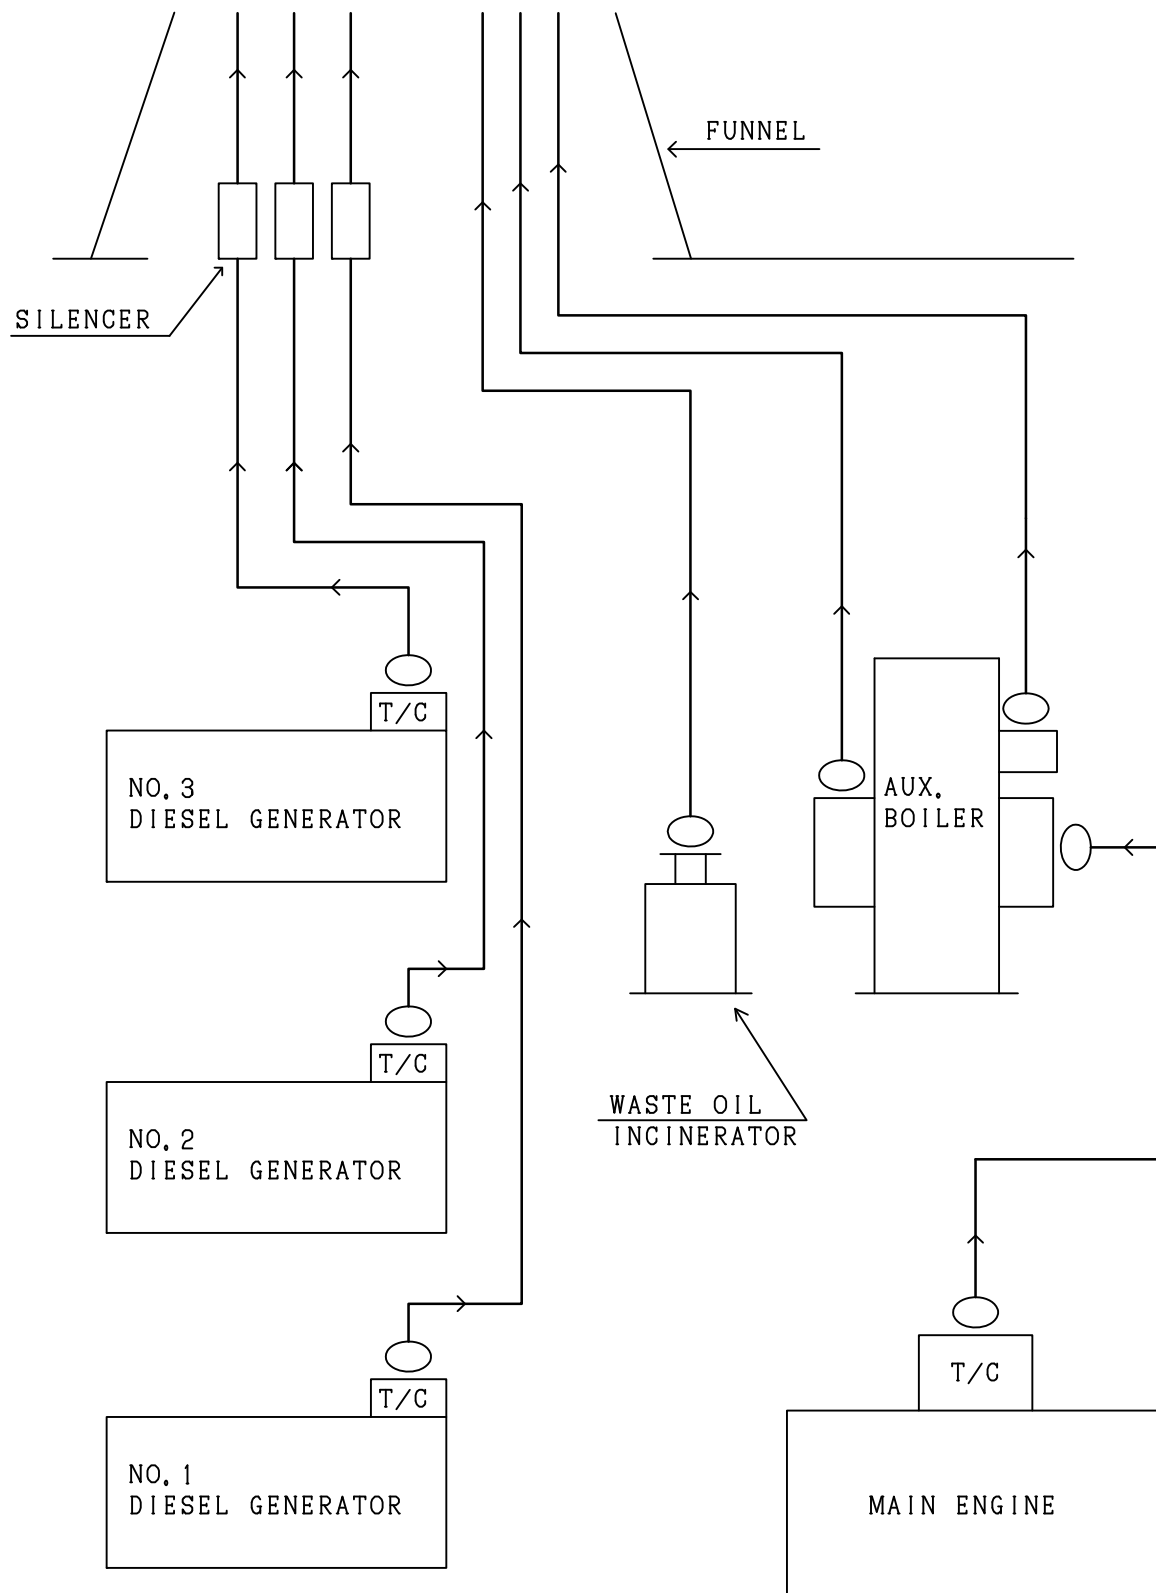 FUNNEL
SILENCER
T/C
NO. 3
DIESEL GENERATOR
AUX.
BOILER
T/C
WASTE OIL
INCINERATOR
NO. 2
DIESEL GENERATOR
T/C
T/C
NO. 1
DIESEL GENERATOR
MAIN ENGINE